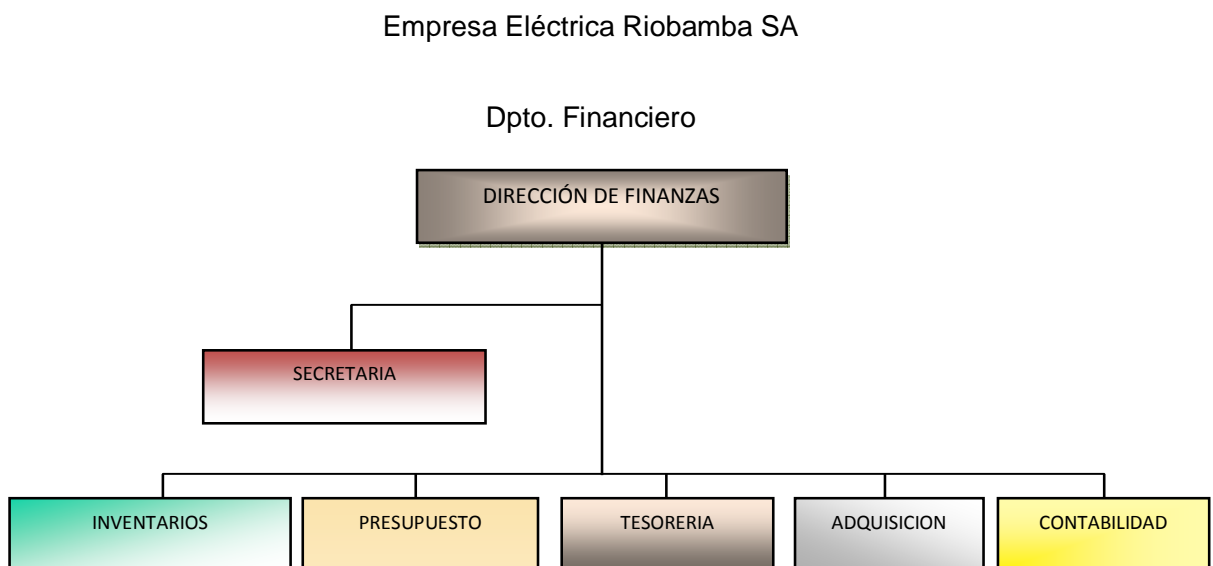 Empresa Eléctrica Riobamba SA
Dpto. Financiero
DIRECCIÓN DE FINANZAS
SECRETARIA
INVENTARIOS
PRESUPUESTO
TESORERIA
ADQUISICION
CONTABILIDAD